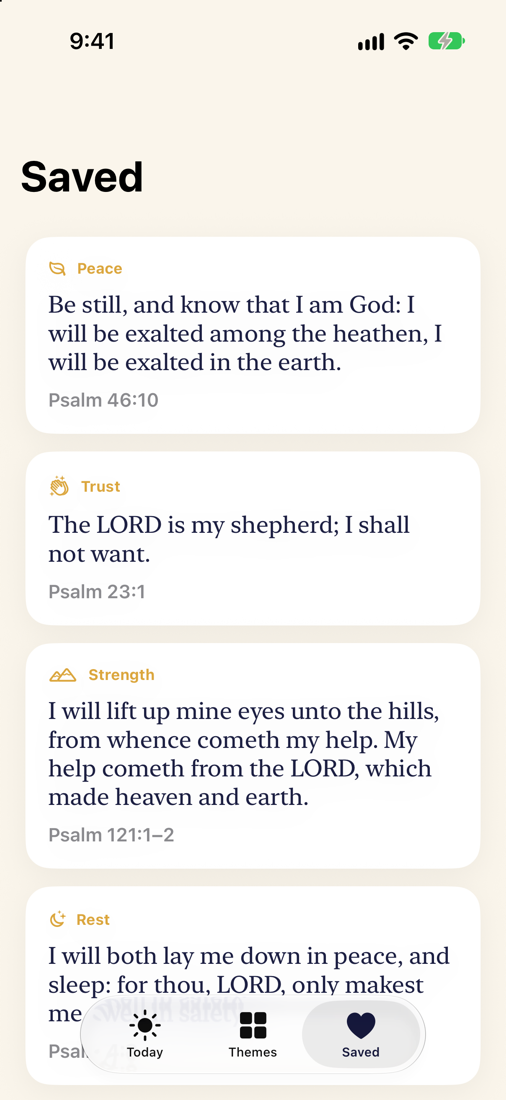 9:41
Saved
Peace
Be still, and know that I am God: I
will be exalted among the heathen, I
will be exalted in the earth.
Psalm 46:10
Trust
The LORD is my shepherd; I shall
not want.
Psalm 23:1
Strength
I will lift up mine eyes unto the hills,
from whence cometh my help. My
help cometh from the LORD, which
made heaven and earth.
Psalm 121:1–2
Rest
I will both lay me down in peace, and
sleep: for thou, LORD, only makest
me
Today
Themes
Saved